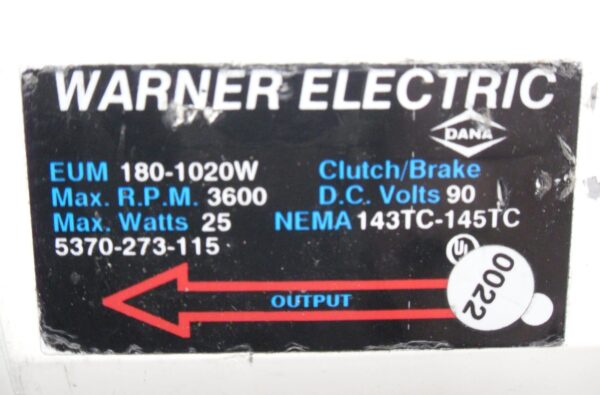 WARNER ELECTRIC
DANA
EUM 180-1020W Clutch/Brake
Max. R.P.M. 3600 D.C. Volts 90
Max. Watts 25 NEMA 143TC-145TC
5370-273-115
UL
OUTPUT
0022